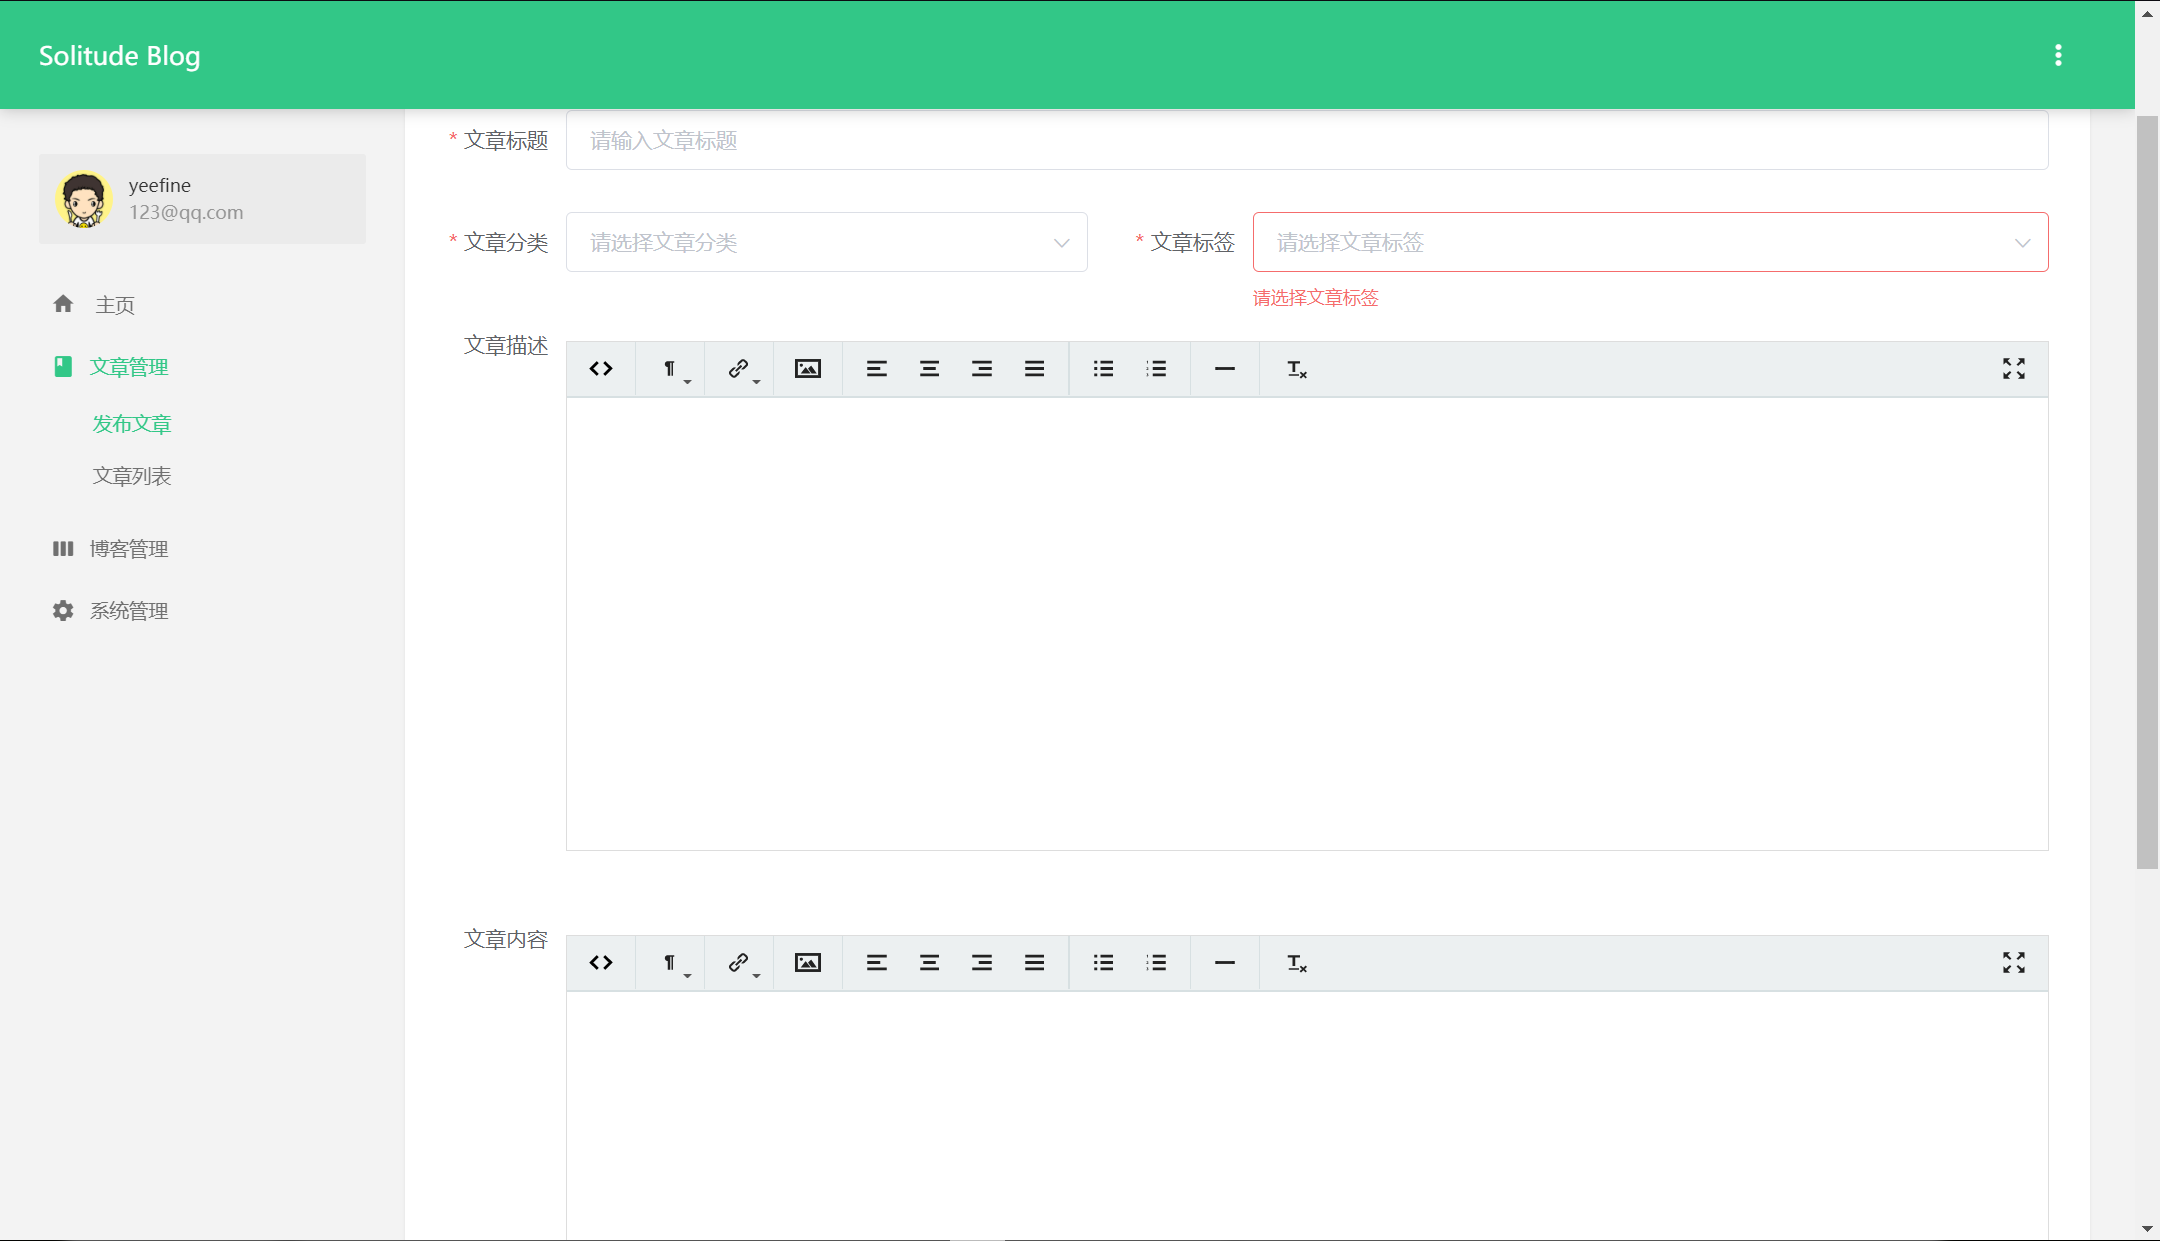 Solitude Blog
yeefine
123@qq.com
主页
文章管理
发布文章
文章列表
博客管理
系统管理
* 文章标题
请输入文章标题
* 文章分类
请选择文章分类
* 文章标签
请选择文章标签
请选择文章标签
文章描述
文章内容